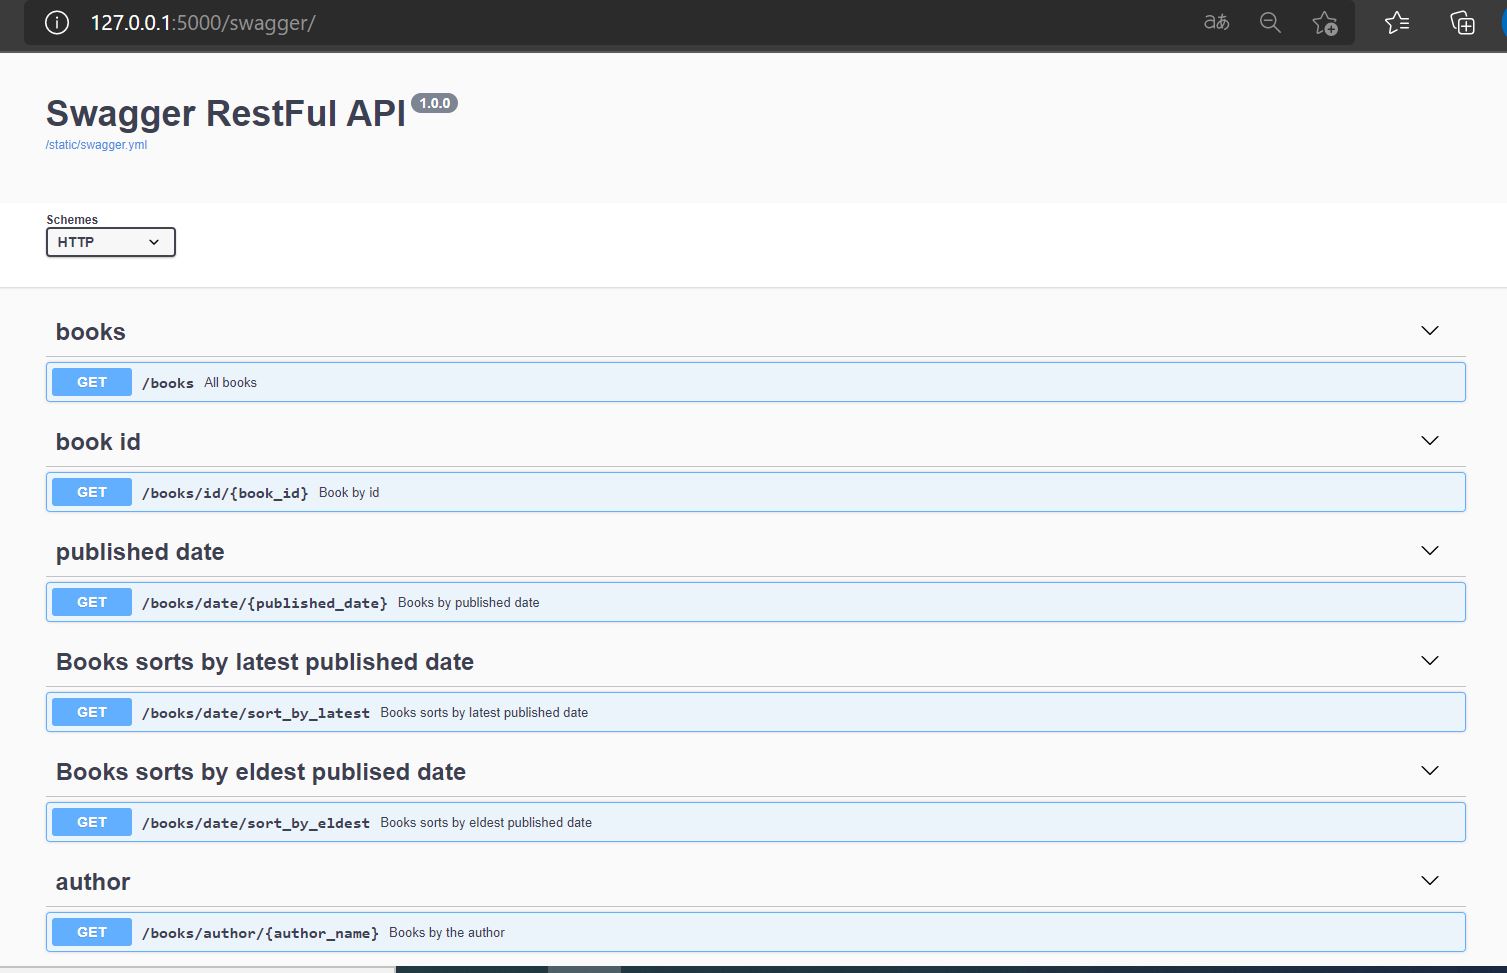 127.0.0.1:5000/swagger/
aあ
Swagger RestFul API 1.0.0
/static/swagger.yml
Schemes
HTTP
books
GET /books All books
book id
GET /books/id/{book_id} Book by id
published date
GET /books/date/{published_date} Books by published date
Books sorts by latest published date
GET /books/date/sort_by_latest Books sorts by latest published date
Books sorts by eldest publised date
GET /books/date/sort_by_eldest Books sorts by eldest published date
author
GET /books/author/{author_name} Books by the author